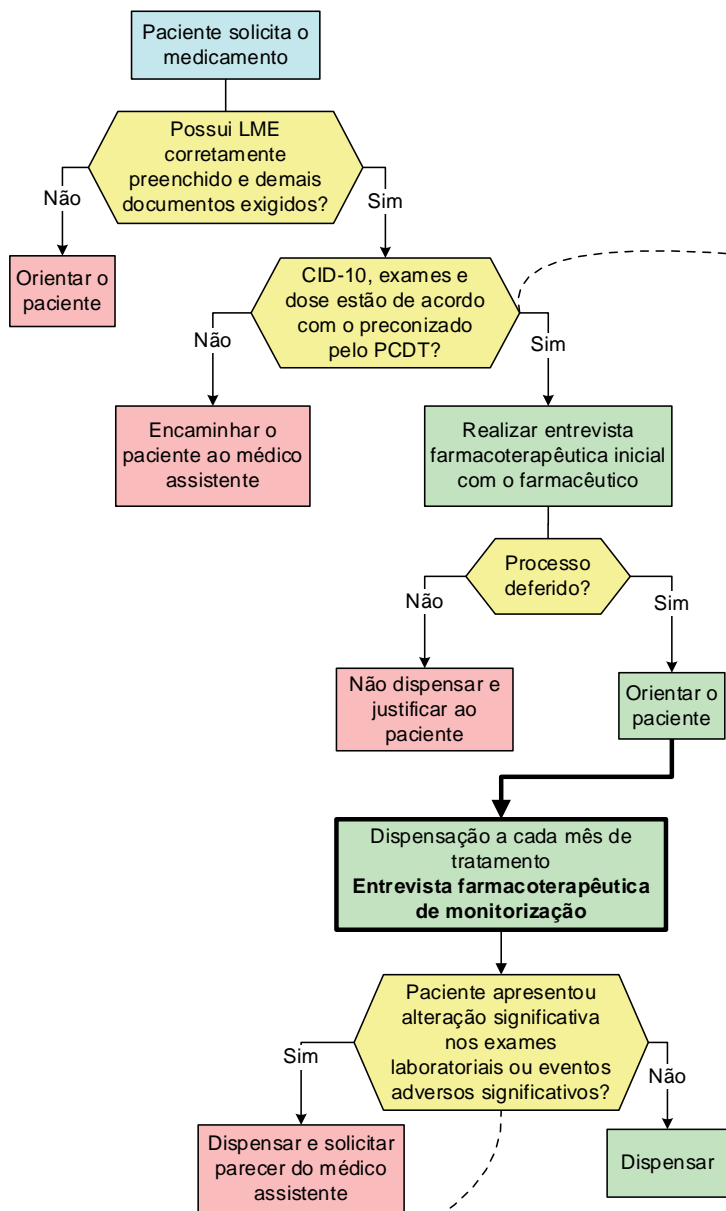 Paciente solicita o
medicamento
Possui LME
corretamente
preenchido e demais
documentos exigidos?
Não
Sim
Orientar o
paciente
CID-10, exames e
dose estão de acordo
com o preconizado
pelo PCDT?
Não
Sim
Encaminhar o
paciente ao médico
assistente
Realizar entrevista
farmacoterapêutica inicial
com o farmacêutico
Processo
deferido?
Não
Sim
Não dispensar e
justificar ao
paciente
Orientar o
paciente
Dispensação a cada mês de
tratamento
Entrevista farmacoterapêutica
de monitorização
Paciente apresentou
alteração significativa
nos exames
laboratoriais ou eventos
adversos significativos?
Sim
Não
Dispensar e solicitar
parecer do médico
assistente
Dispensar